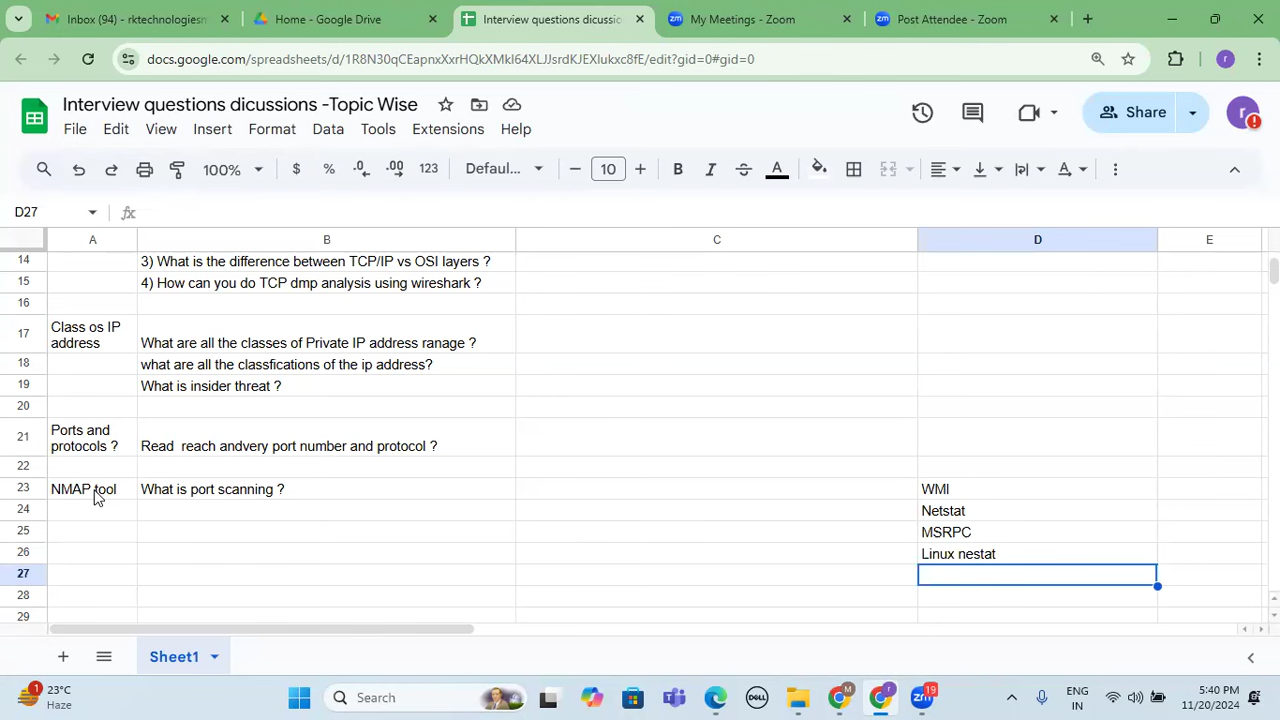 Inbox (94) - rktechnologiesm
Home - Google Drive
Interview questions dicussio
My Meetings - Zoom
Post Attendee - Zoom
docs.google.com/spreadsheets/d/1R8N30qCEapnxXxrHQkXMkI64XLJJsrdKJEXIukxc8fE/edit?gid=0#gid=0
r
Interview questions dicussions -Topic Wise
Share
r
File Edit View Insert Format Data Tools Extensions Help
100% $ % .0 .00 123 Defaul... 10 B I A A
D27 fx
A B C D E
14 3) What is the difference between TCP/IP vs OSI layers ?
15 4) How can you do TCP dmp analysis using wireshark ?
16
Class os IP
17 address What are all the classes of Private IP address ranage ?
18 what are all the classfications of the ip address?
19 What is insider threat ?
20
Ports and
21 protocols ? Read reach andvery port number and protocol ?
22
23 NMAP tool What is port scanning ? WMI
24 Netstat
25 MSRPC
26 Linux nestat
27
28
29
Sheet1
1 23°C
Haze
Search
DELL
M
r
19
ENG
IN
5:40 PM
11/20/2024